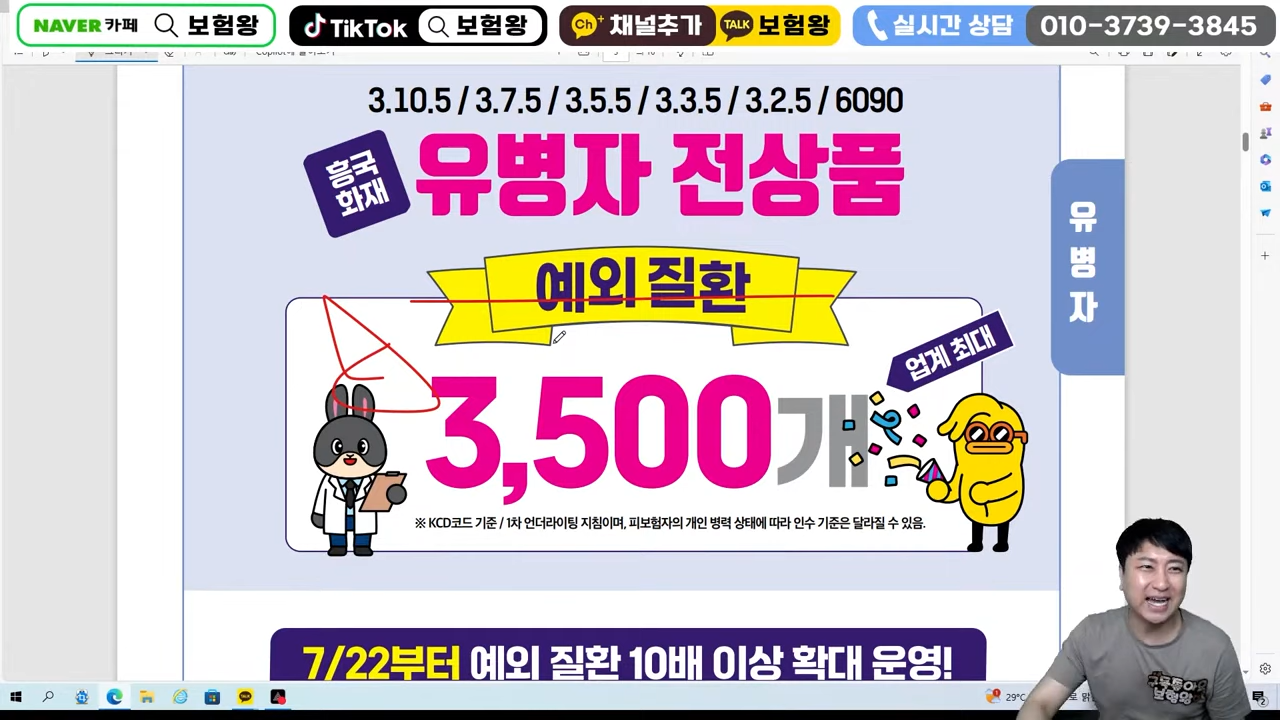 NAVER 카페 보험왕
TikTok 보험왕
Ch+ 채널추가 TALK 보험왕
실시간 상담 010-3739-3845
3.10.5 / 3.7.5 / 3.5.5 / 3.3.5 / 3.2.5 / 6090
흥국
화재
유병자 전상품
유
병
자
예외 질환
업계 최대
3,500개
※ KCD코드 기준 / 1차 언더라이팅 지침이며, 피보험자의 개인 병력 상태에 따라 인수 기준은 달라질 수 있음.
7/22부터 예외 질환 10배 이상 확대 운영!
보험왕
TALK
29°C